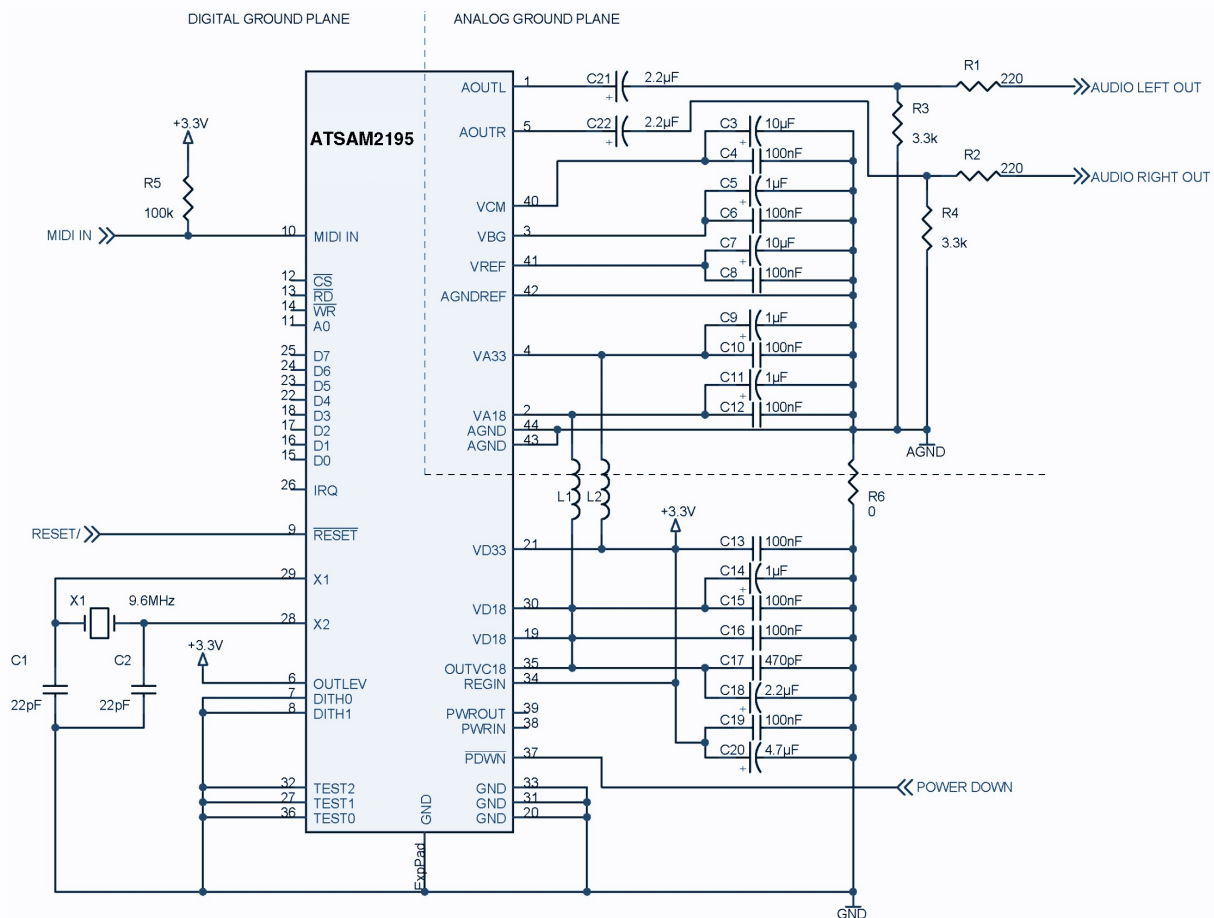 DIGITAL GROUND PLANE
ANALOG GROUND PLANE
ATSAM2195
+3.3V
R5
100k
MIDI IN
10 MIDI IN
12 CS
13 RD
14 WR
11 A0
25 D7
24 D6
23 D5
22 D4
18 D3
17 D2
16 D1
15 D0
26 IRQ
RESET/
9 RESET
29 X1
X1 9.6MHz
28 X2
+3.3V
C1
22pF
C2
22pF
6 OUTLEV
7 DITH0
8 DITH1
32 TEST2
27 TEST1
36 TEST0
GND
ExpPad
AOUTL 1
C21 2.2µF
+
R1
220
AUDIO LEFT OUT
AOUTR 5
C22 2.2µF
+
R3
3.3k
R2
220
AUDIO RIGHT OUT
R4
3.3k
C3 10µF
+
C4 100nF
VCM 40
C5 1µF
+
C6 100nF
VBG 3
C7 10µF
+
VREF 41
C8 100nF
AGNDREF 42
C9 1µF
+
VA33 4
C10 100nF
C11 1µF
+
VA18 2
C12 100nF
AGND 44
AGND 43
AGND
L1
L2
R6
0
+3.3V
VD33 21
C13 100nF
C14 1µF
+
VD18 30
C15 100nF
VD18 19
C16 100nF
OUTVC18 35
C17 470pF
REGIN 34
C18 2.2µF
+
PWROUT 39
PWRIN 38
C19 100nF
C20 4.7µF
+
PDWN 37
POWER DOWN
GND 33
GND 31
GND 20
GND